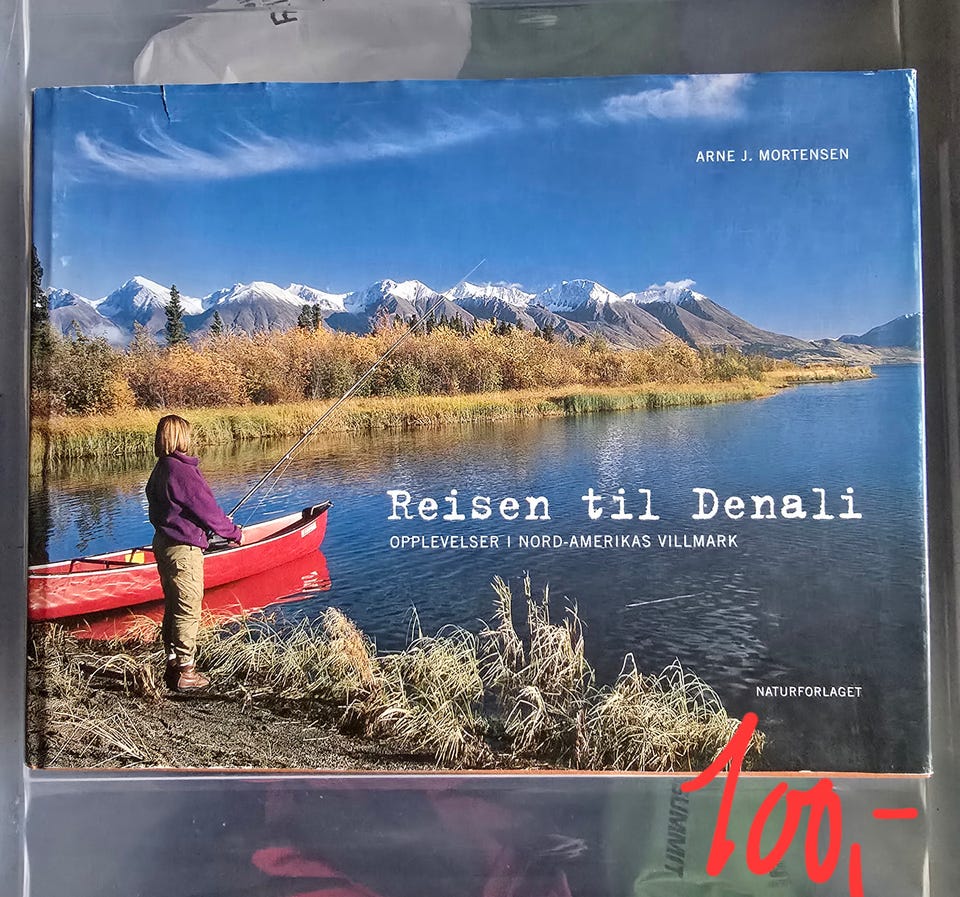 ARNE J. MORTENSEN
Reisen til Denali
OPPLEVELSER I NORD-AMERIKAS VILLMARK
NATURFORLAGET
100,-